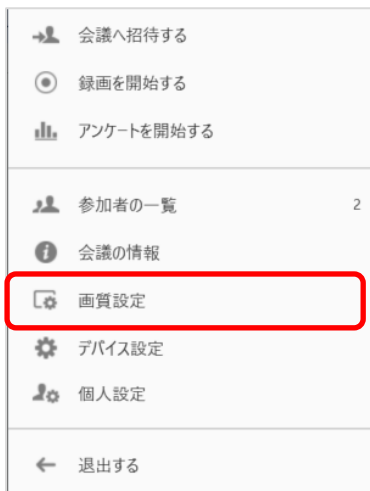 会議へ招待する
録画を開始する
アンケートを開始する
参加者の一覧 2
会議の情報
画質設定
デバイス設定
個人設定
退出する